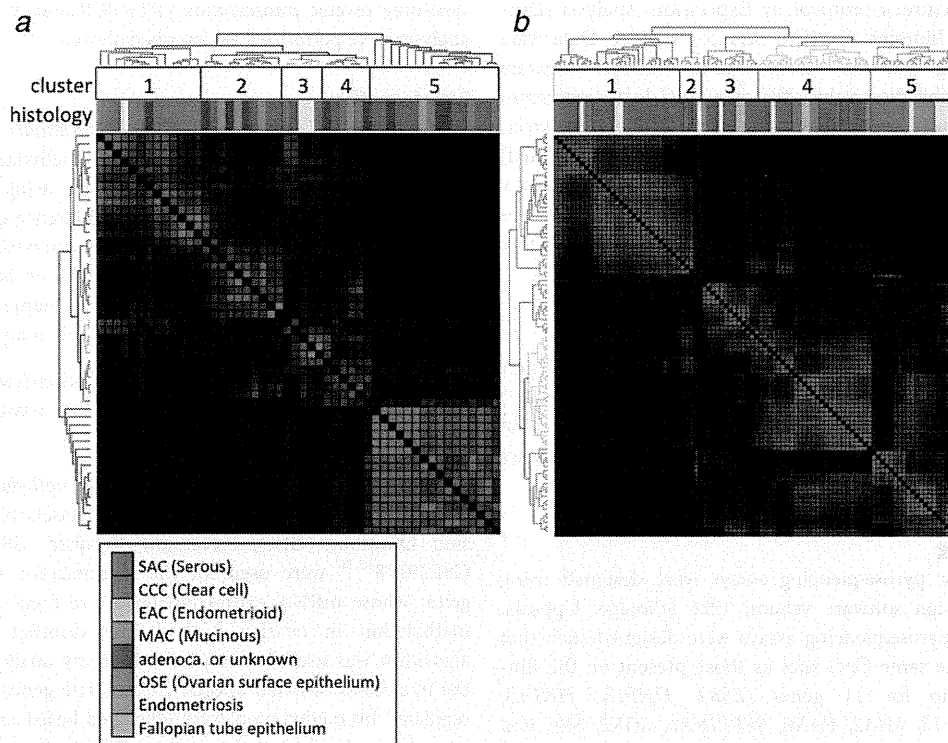 a
b
cluster 1 2 3 4 5
1 2 3 4 5
histology
SAC (Serous)
CCC (Clear cell)
EAC (Endometrioid)
MAC (Mucinous)
adenoca. or unknown
OSE (Ovarian surface epithelium)
Endometriosis
Fallopian tube epithelium